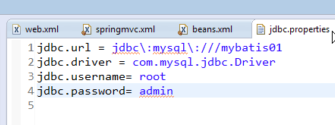 web.xml springmvc.xml beans.xml jdbc.properties
1 jdbc.url = jdbc\:mysql\:///mybatis01
2 jdbc.driver = com.mysql.jdbc.Driver
3 jdbc.username= root
4 jdbc.password= admin
5